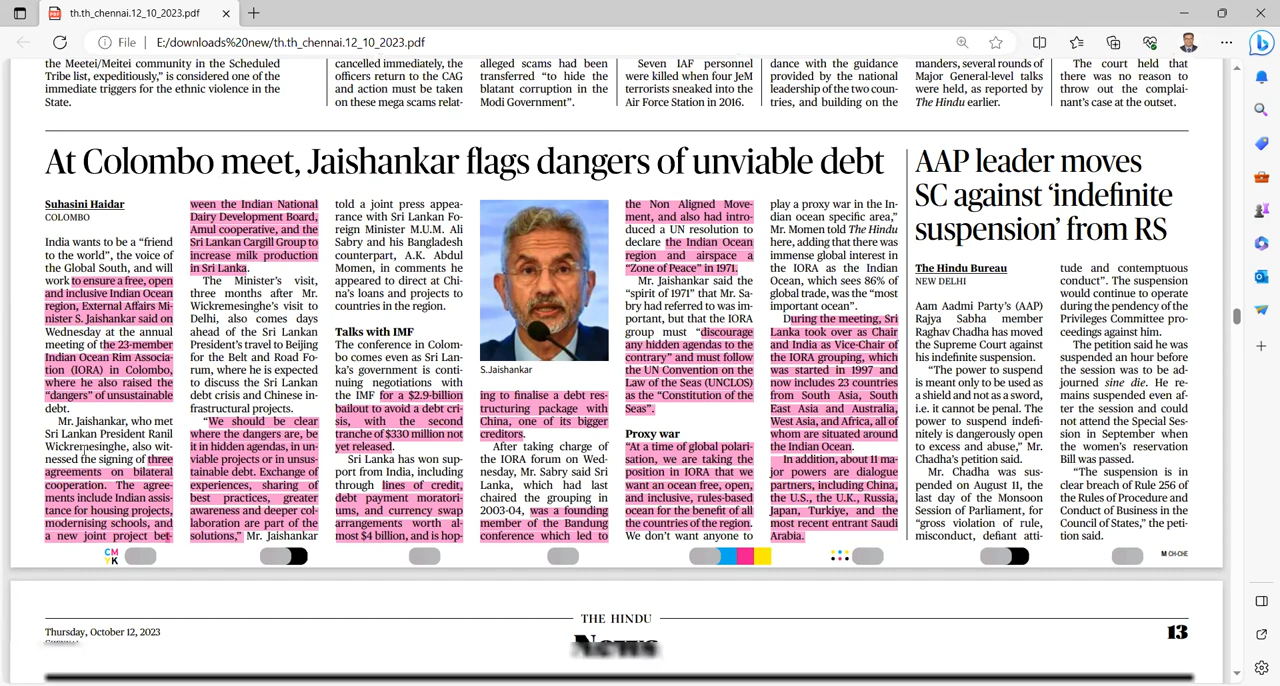 th.th_chennai.12_10_2023.pdf
File
E:/downloads%20new/th.th_chennai.12_10_2023.pdf
the Meetei/Meitei community in the Scheduled
Tribe list, expeditiously," is considered one of the
immediate triggers for the ethnic violence in the
State.
cancelled immediately, the
officers return to the CAG
and action must be taken
on these mega scams relat-
alleged scams had been
transferred "to hide the
blatant corruption in the
Modi Government".
Seven IAF personnel
were killed when four JeM
terrorists sneaked into the
Air Force Station in 2016.
dance with the guidance
provided by the national
leadership of the two coun-
tries, and building on the
manders, several rounds of
Major General-level talks
were held, as reported by
The Hindu earlier.
The court held that
there was no reason to
throw out the complai-
nant's case at the outset.
At Colombo meet, Jaishankar flags dangers of unviable debt
Suhasini Haidar
COLOMBO
India wants to be a "friend
to the world", the voice of
the Global South, and will
work to ensure a free, open
and inclusive Indian Ocean
region, External Affairs Mi-
nister S. Jaishankar said on
Wednesday at the annual
meeting of the 23-member
Indian Ocean Rim Associa-
tion (IORA) in Colombo,
where he also raised the
"dangers" of unsustainable
debt.
Mr. Jaishankar, who met
Sri Lankan President Ranil
Wickremesinghe, also wit-
nessed the signing of three
agreements on bilateral
cooperation. The agree-
ments include Indian assis-
tance for housing projects,
modernising schools, and
a new joint project bet-
ween the Indian National
Dairy Development Board,
Amul cooperative, and the
Sri Lankan Cargill Group to
increase milk production
in Sri Lanka.
The Minister's visit,
three months after Mr.
Wickremesinghe's visit to
Delhi, also comes days
ahead of the Sri Lankan
President's travel to Beijing
for the Belt and Road Fo-
rum, where he is expected
to discuss the Sri Lankan
debt crisis and Chinese in-
frastructural projects.
"We should be clear
where the dangers are, be
it in hidden agendas, in un-
viable projects or in unsus-
tainable debt. Exchange of
experiences, sharing of
best practices, greater
awareness and deeper col-
laboration are part of the
solutions," Mr. Jaishankar
told a joint press appea-
rance with Sri Lankan Fo-
reign Minister M.U.M. Ali
Sabry and his Bangladesh
counterpart, A.K. Abdul
Momen, in comments he
appeared to direct at Chi-
na's loans and projects to
countries in the region.
Talks with IMF
The conference in Colom-
bo comes even as Sri Lan-
ka's government is conti-
nuing negotiations with
the IMF for a $2.9-billion
bailout to avoid a debt cri-
sis, with the second
tranche of $330 million not
yet released.
Sri Lanka has won sup-
port from India, including
through lines of credit,
debt payment moratori-
ums, and currency swap
arrangements worth al-
most $4 billion, and is hop-
S.Jaishankar
ing to finalise a debt res-
tructuring package with
China, one of its bigger
creditors.
After taking charge of
the IORA forum on Wed-
nesday, Mr. Sabry said Sri
Lanka, which had last
chaired the grouping in
2003-04, was a founding
member of the Bandung
conference which led to
the Non Aligned Move-
ment, and also had intro-
duced a UN resolution to
declare the Indian Ocean
region and airspace a
"Zone of Peace" in 1971.
Mr. Jaishankar said the
"spirit of 1971" that Mr. Sa-
bry had referred to was im-
portant, but that the IORA
group must "discourage
any hidden agendas to the
contrary" and must follow
the UN Convention on the
Law of the Seas (UNCLOS)
as the "Constitution of the
Seas".
Proxy war
"At a time of global polari-
sation, we are taking the
position in IORA that we
want an ocean free, open,
and inclusive, rules-based
ocean for the benefit of all
the countries of the region.
We don't want anyone to
play a proxy war in the In-
dian ocean specific area,"
Mr. Momen told The Hindu
here, adding that there was
immense global interest in
the IORA as the Indian
Ocean, which sees 86% of
global trade, was the "most
important ocean".
During the meeting, Sri
Lanka took over as Chair
and India as Vice-Chair of
the IORA grouping, which
was started in 1997 and
now includes 23 countries
from South Asia, South
East Asia and Australia,
West Asia, and Africa, all of
whom are situated around
the Indian Ocean.
In addition, about 11 ma-
jor powers are dialogue
partners, including China,
the U.S., the U.K., Russia,
Japan, Turkiye, and the
most recent entrant Saudi
Arabia.
AAP leader moves
SC against 'indefinite
suspension' from RS
The Hindu Bureau
NEW DELHI
Aam Aadmi Party's (AAP)
Rajya Sabha member
Raghav Chadha has moved
the Supreme Court against
his indefinite suspension.
"The power to suspend
is meant only to be used as
a shield and not as a sword,
i.e. it cannot be penal. The
power to suspend indefi-
nitely is dangerously open
to excess and abuse," Mr.
Chadha's petition said.
Mr. Chadha was sus-
pended on August 11, the
last day of the Monsoon
Session of Parliament, for
"gross violation of rule,
misconduct, defiant atti-
tude and contemptuous
conduct". The suspension
would continue to operate
during the pendency of the
Privileges Committee pro-
ceedings against him.
The petition said he was
suspended an hour before
the session was to be ad-
journed sine die. He re-
mains suspended even af-
ter the session and could
not attend the Special Ses-
sion in September when
the women's reservation
Bill was passed.
"The suspension is in
clear breach of Rule 256 of
the Rules of Procedure and
Conduct of Business in the
Council of States," the peti-
tion said.
CM
YK
M CH-CHE
THE HINDU
Thursday, October 12, 2023
13
News